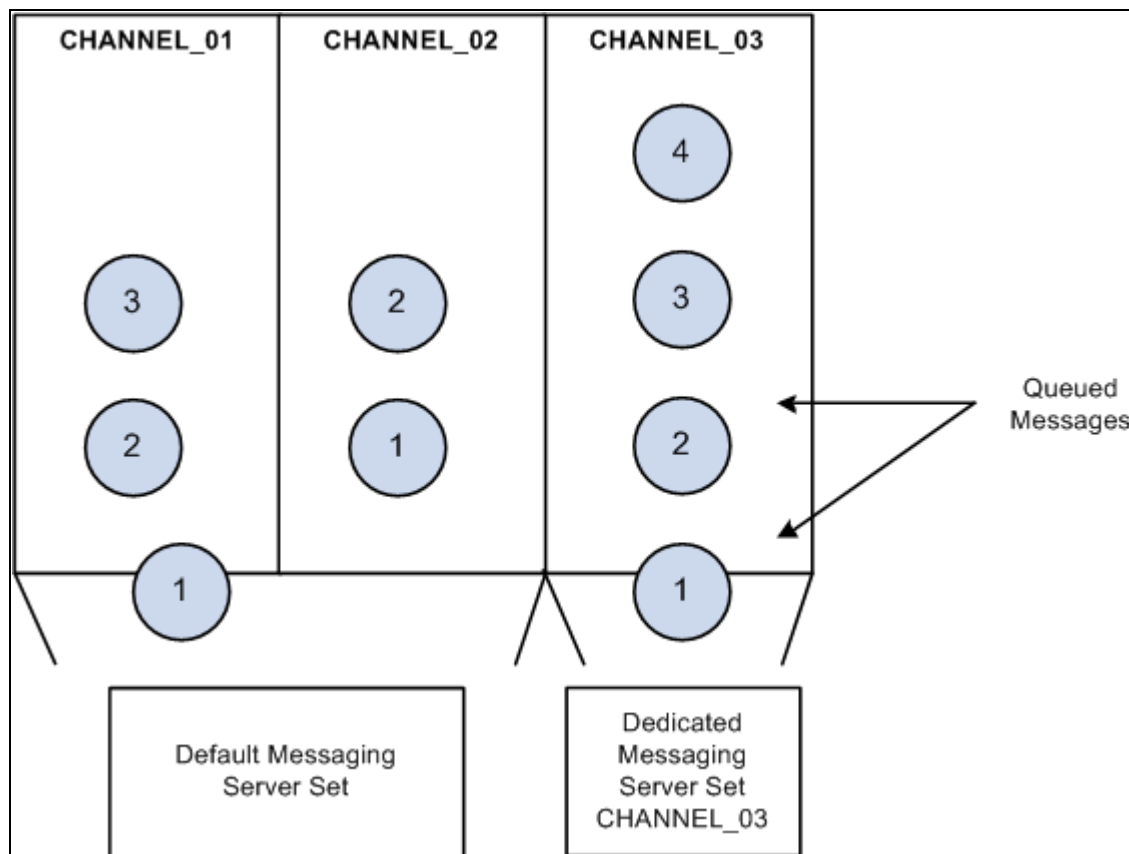 CHANNEL_01
CHANNEL_02
CHANNEL_03
4
3
2
3
2
1
2
1
1
Queued
Messages
Default Messaging
Server Set
Dedicated
Messaging
Server Set
CHANNEL_03